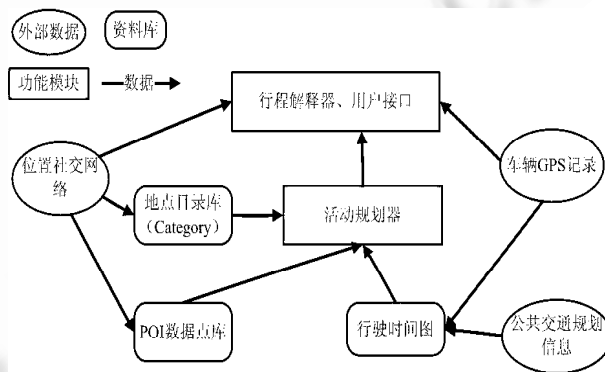 外部数据
资料库
功能模块
数据
行程解释器、用户接口
位置社交网
络
车辆GPS记录
地点目录库
(Category)
活动规划器
POI数据点库
行驶时间图
公共交通规划
信息